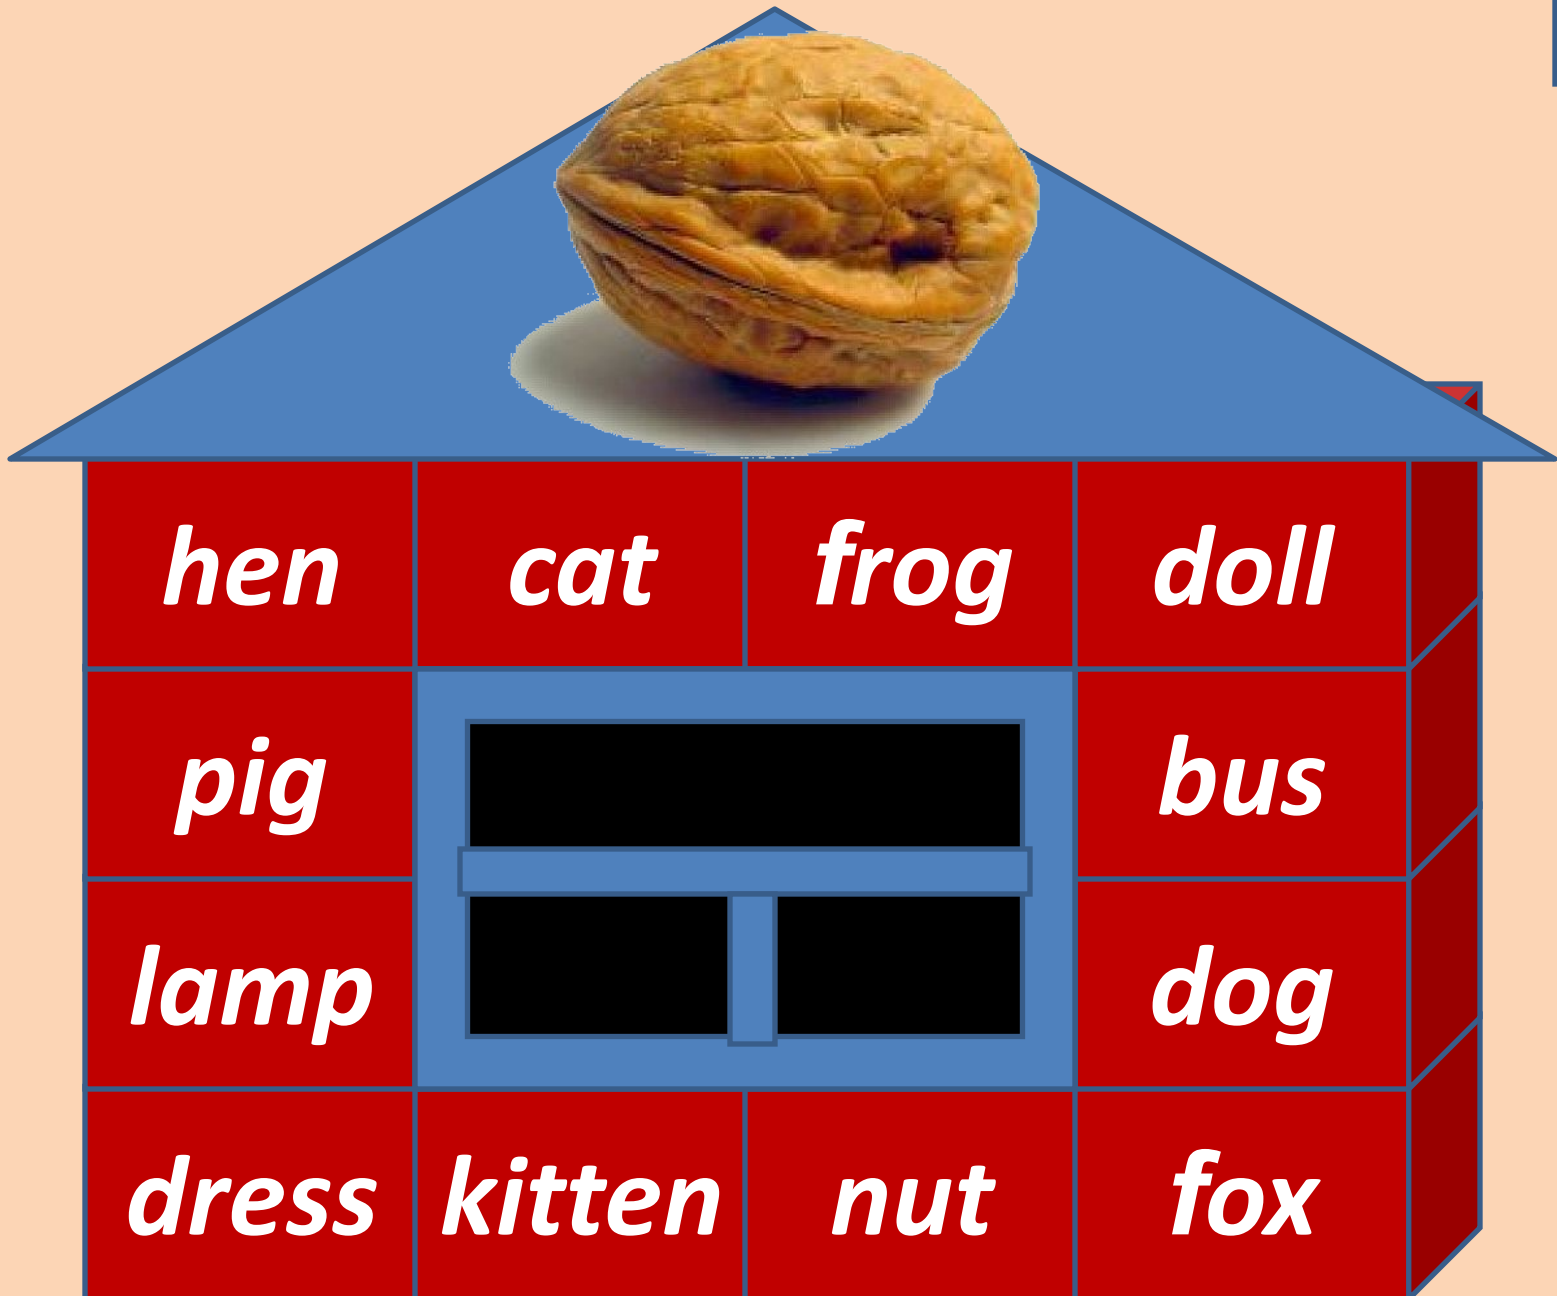 hen cat frog doll
pig bus
lamp dog
dress kitten nut fox